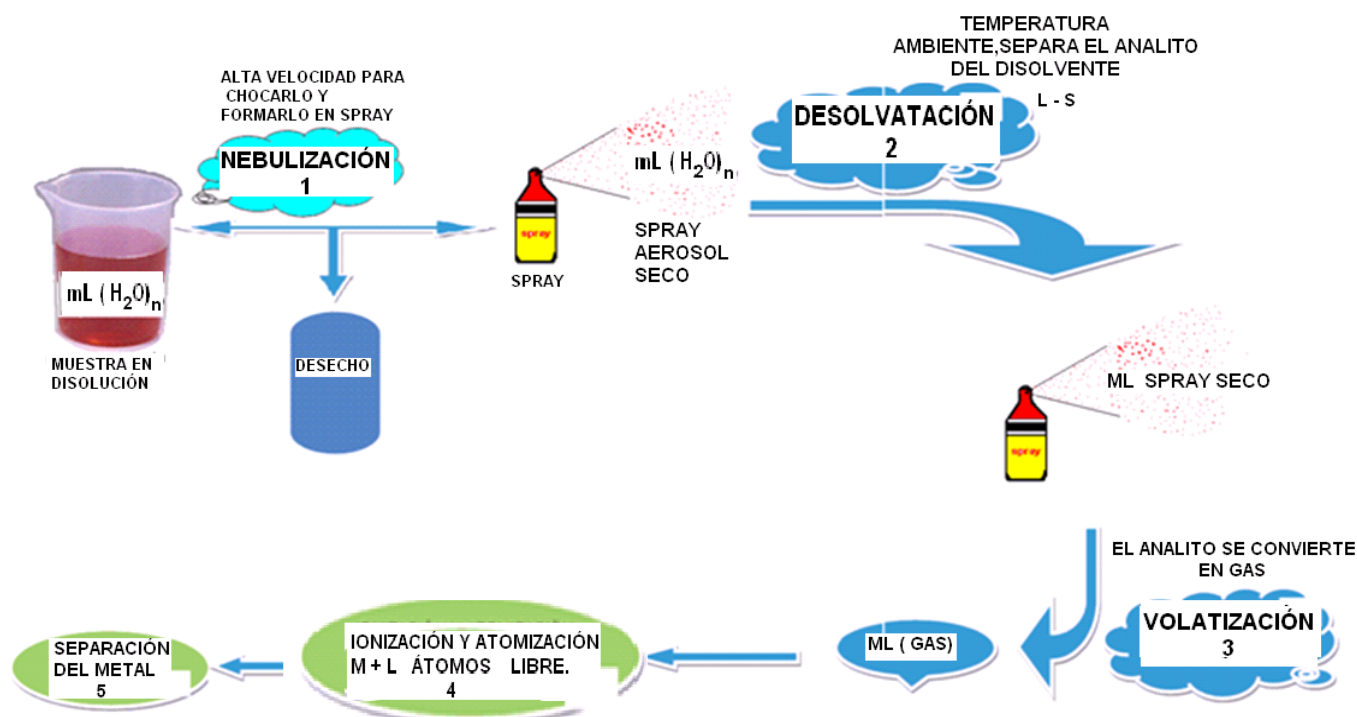 TEMPERATURA
AMBIENTE,SEPARA EL ANALITO
DEL DISOLVENTE
L - S
ALTA VELOCIDAD PARA
CHOCARLO Y
FORMARLO EN SPRAY
NEBULIZACIÓN
1
DESOLVATACIÓN
2
mL ( H₂O)ₙ
MUESTRA EN
DISOLUCIÓN
DESECHO
spray
SPRAY
mL ( H₂O)ₙ
SPRAY
AEROSOL
SECO
ML SPRAY SECO
spray
EL ANALITO SE CONVIERTE
EN GAS
VOLATIZACIÓN
3
ML ( GAS)
IONIZACIÓN Y ATOMIZACIÓN
M + L ÁTOMOS LIBRE.
4
SEPARACIÓN
DEL METAL
5